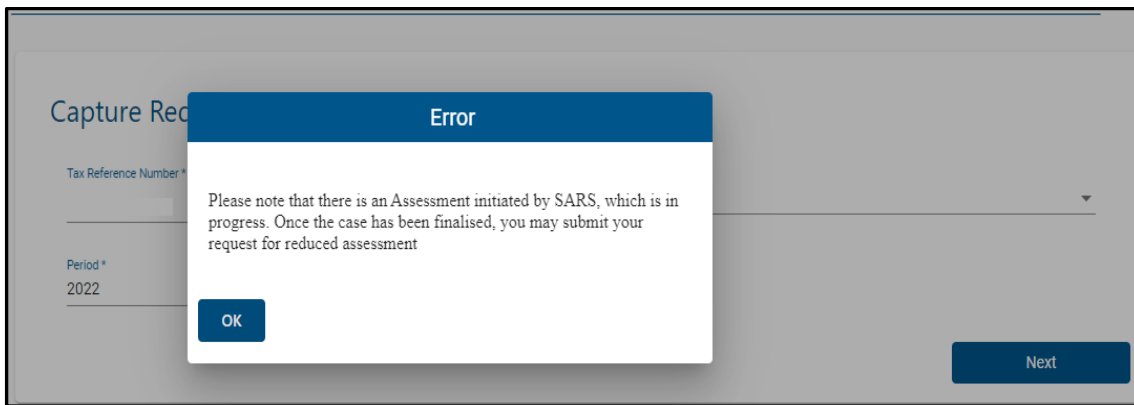 Capture Rec
Error
Tax Reference Number *
Please note that there is an Assessment initiated by SARS, which is in
progress. Once the case has been finalised, you may submit your
request for reduced assessment
Period *
2022
OK
Next